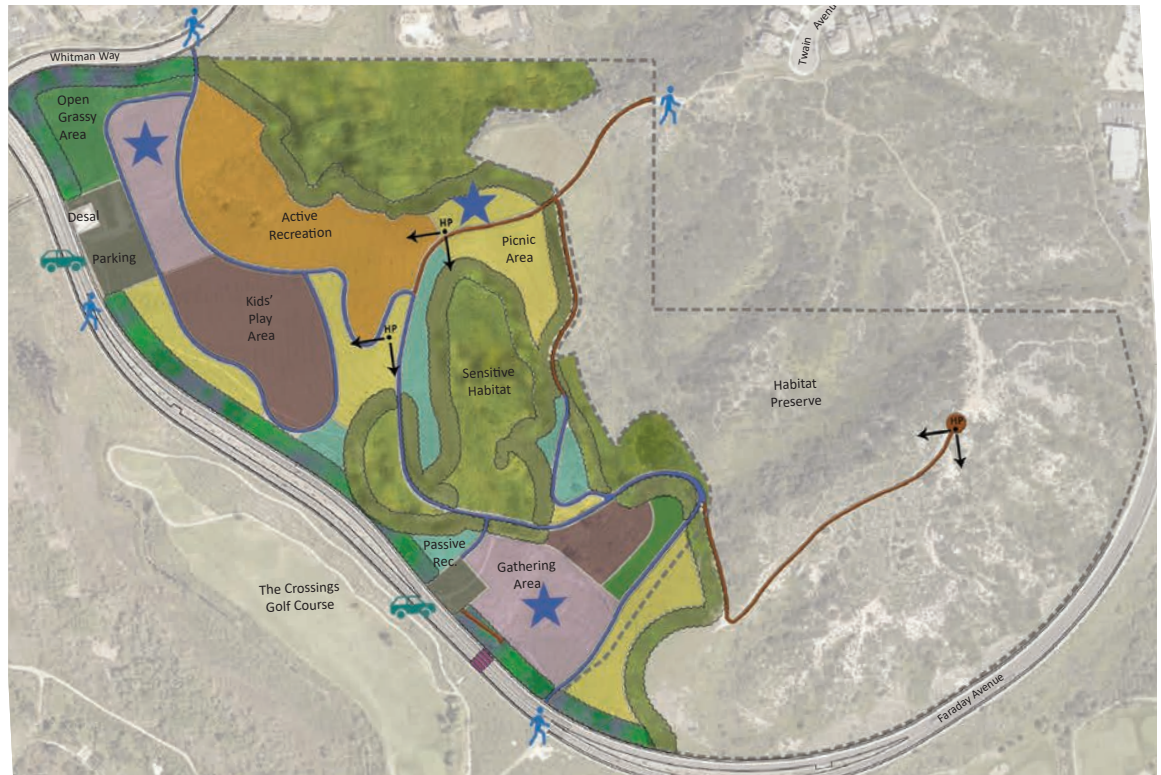 Whitman Way
Twain Avenu
Open
Grassy
Area
Desal
Parking
Active
Recreation
HP
Picnic
Area
Kids'
Play
Area
HP
Sensitive
Habitat
Habitat
Preserve
HP
Passive
Rec.
Gathering
Area
The Crossings
Golf Course
Faraday Avenue